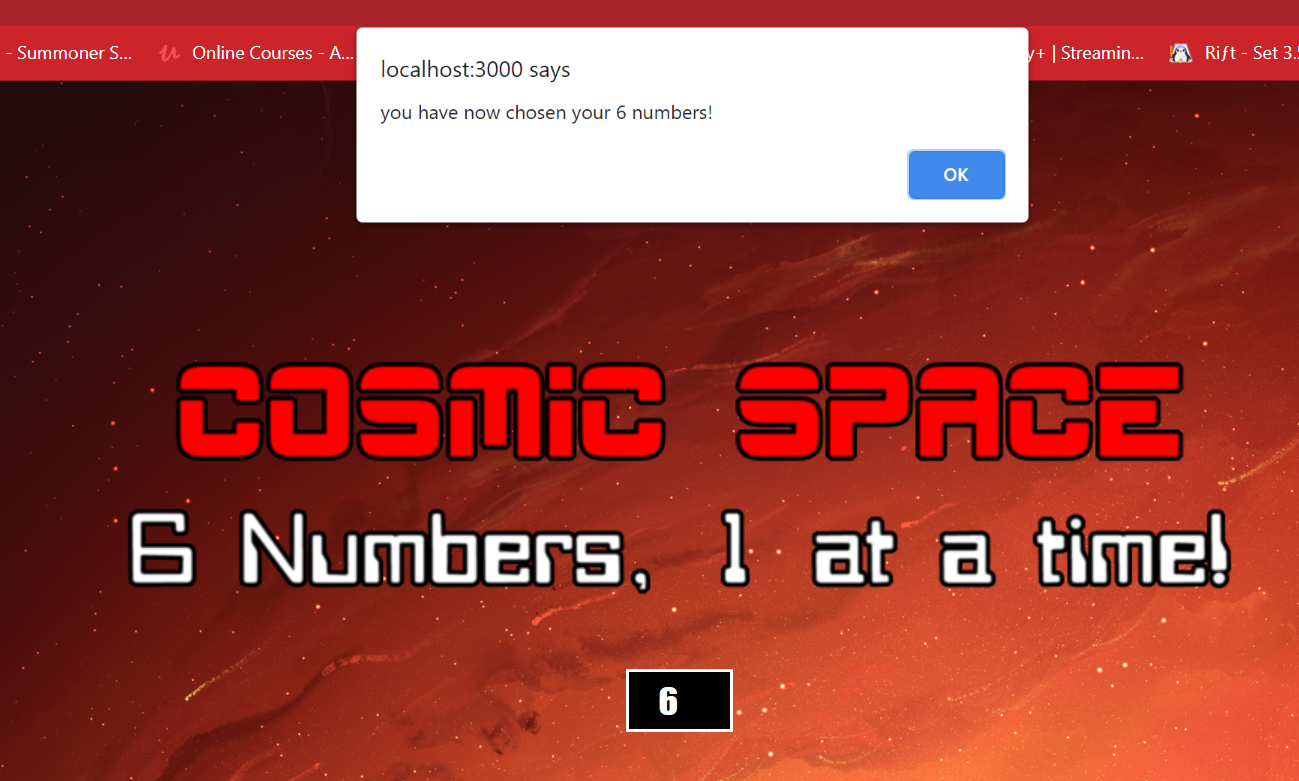 - Summoner S... Online Courses - A... y+ | Streamin... Rift - Set 3.5
localhost:3000 says
you have now chosen your 6 numbers!
OK
COSMiC SPACE
6 Numbers, 1 at a time!
6